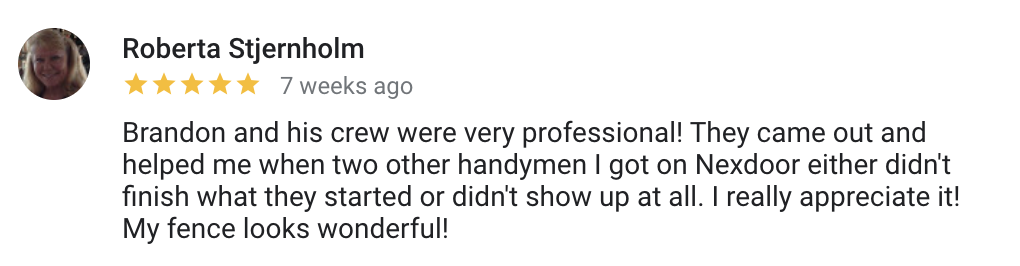 Roberta Stjernholm
7 weeks ago
Brandon and his crew were very professional! They came out and
helped me when two other handymen I got on Nexdoor either didn't
finish what they started or didn't show up at all. I really appreciate it!
My fence looks wonderful!